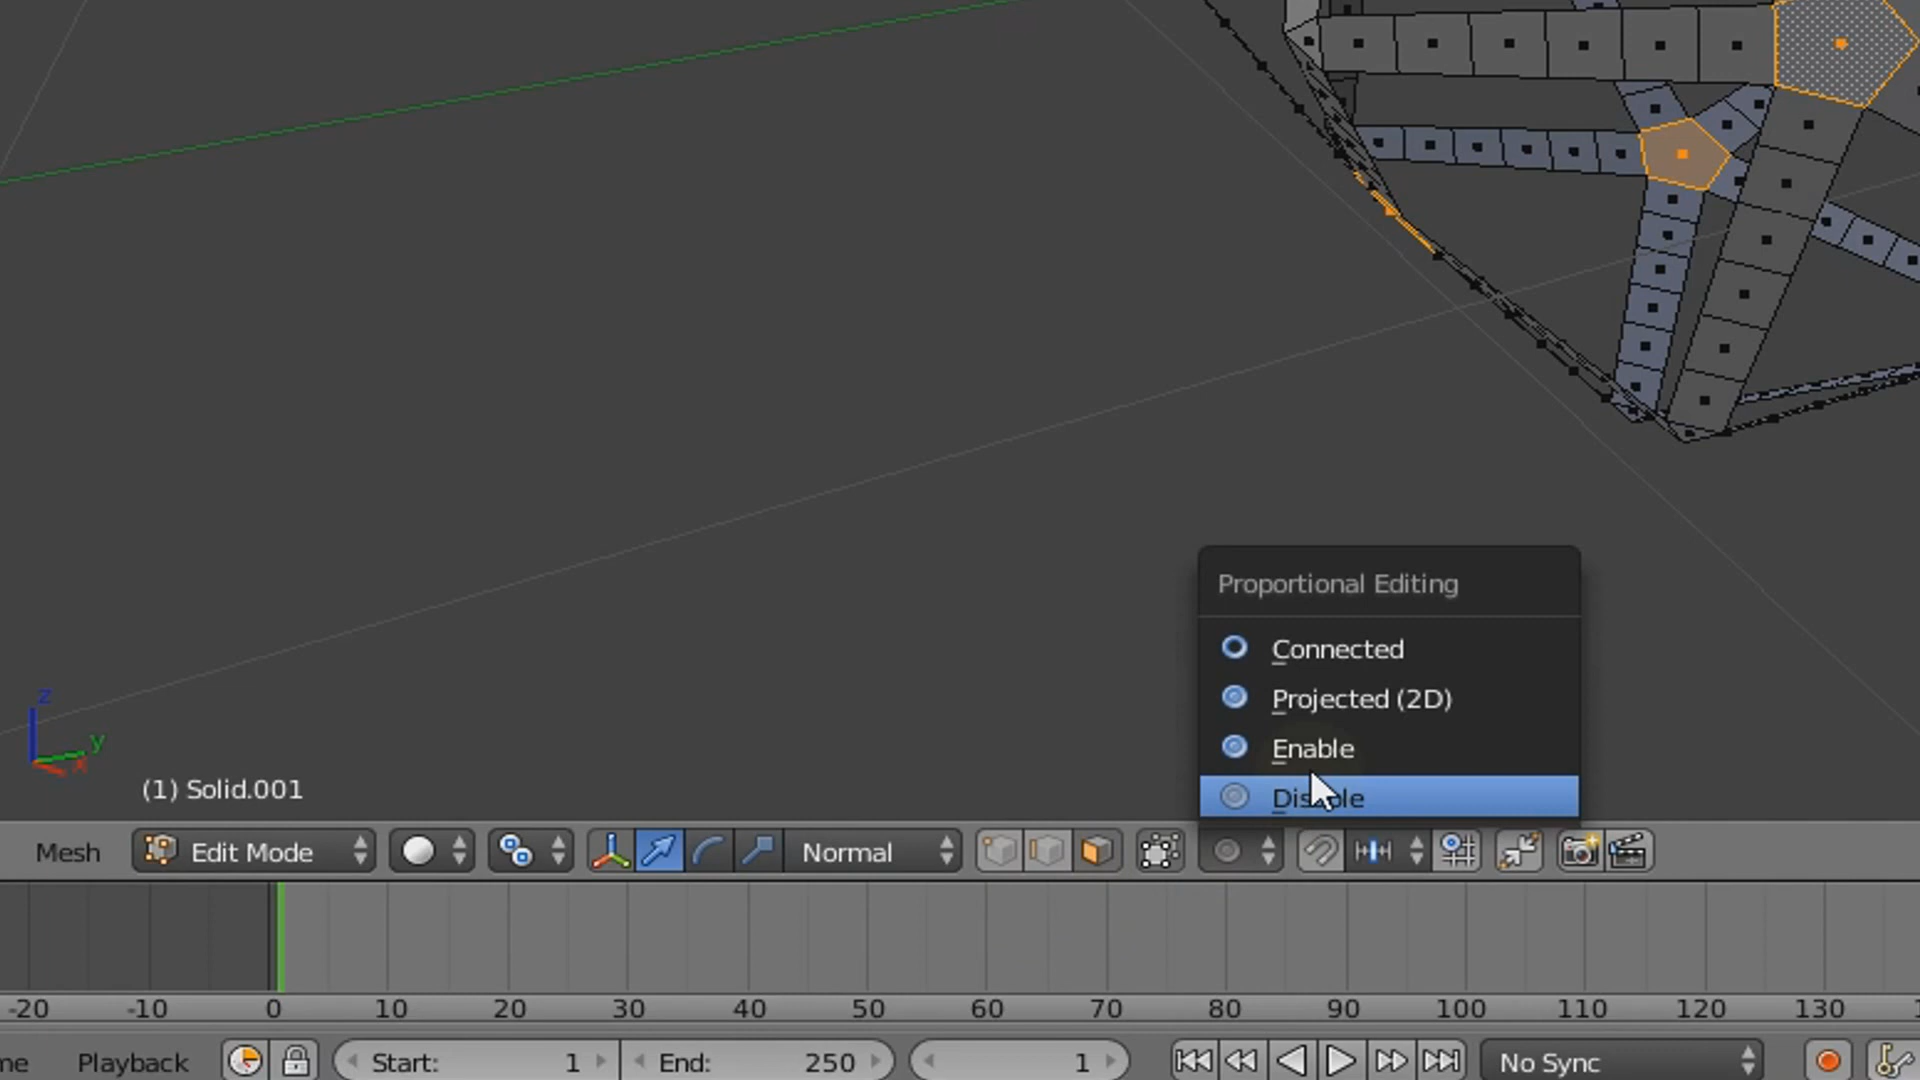 Proportional Editing
Connected
Projected (2D)
Enable
Disable
z
y
x
(1) Solid.001
Mesh
Edit Mode
Normal
-20 -10 0 10 20 30 40 50 60 70 80 90 100 110 120 130
me Playback Start: 1 End: 250 1 No Sync